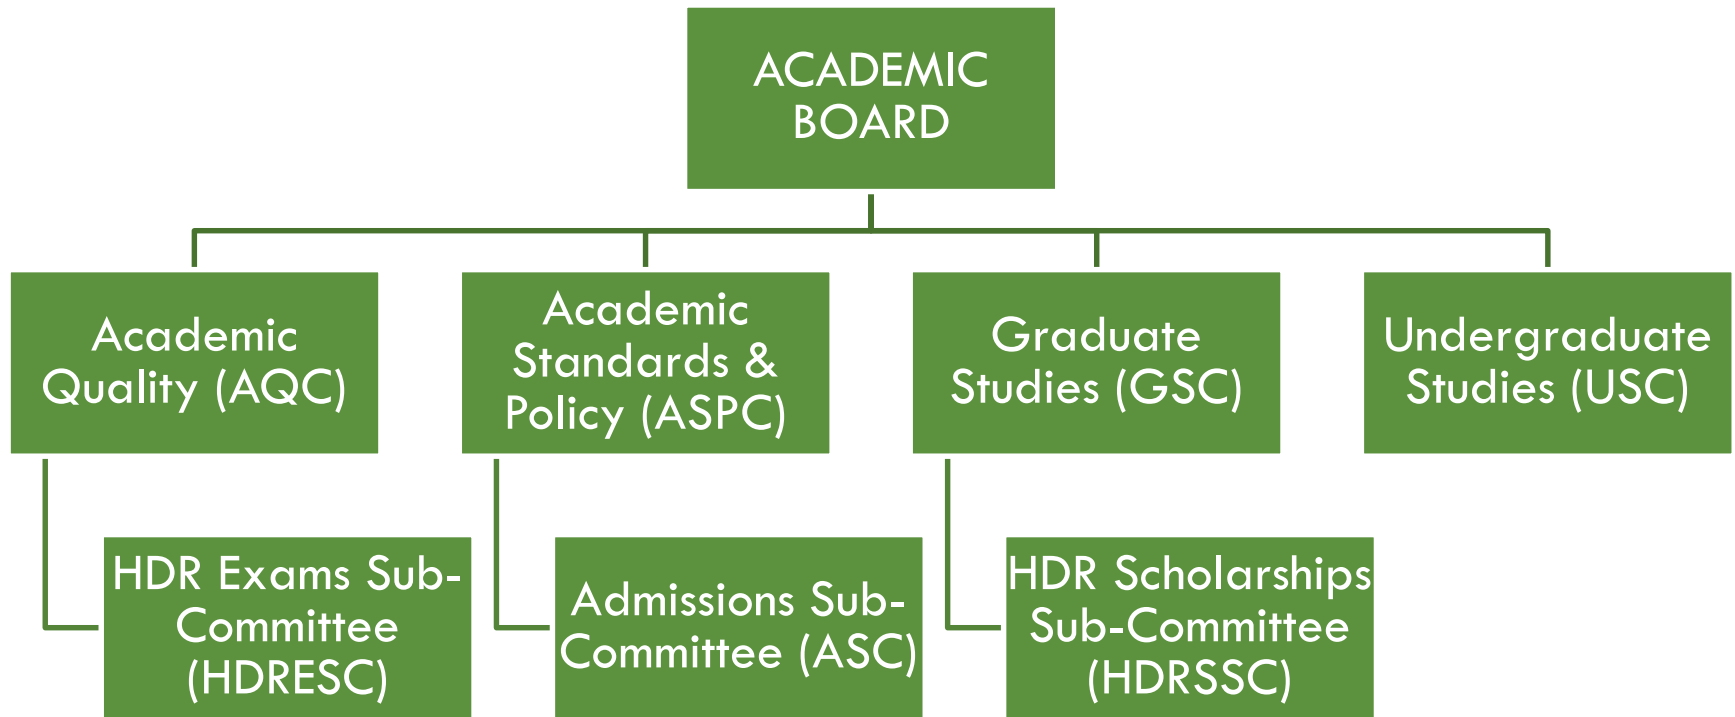 ACADEMIC
BOARD
Academic
Quality (AQC)
Academic
Standards &
Policy (ASPC)
Graduate
Studies (GSC)
Undergraduate
Studies (USC)
HDR Exams Sub-
Committee
(HDRESC)
Admissions Sub-
Committee (ASC)
HDR Scholarships
Sub-Committee
(HDRSSC)